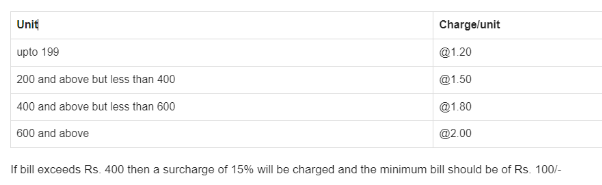 Unit Charge/unit
upto 199 @1.20
200 and above but less than 400 @1.50
400 and above but less than 600 @1.80
600 and above @2.00
If bill exceeds Rs. 400 then a surcharge of 15% will be charged and the minimum bill should be of Rs. 100/-